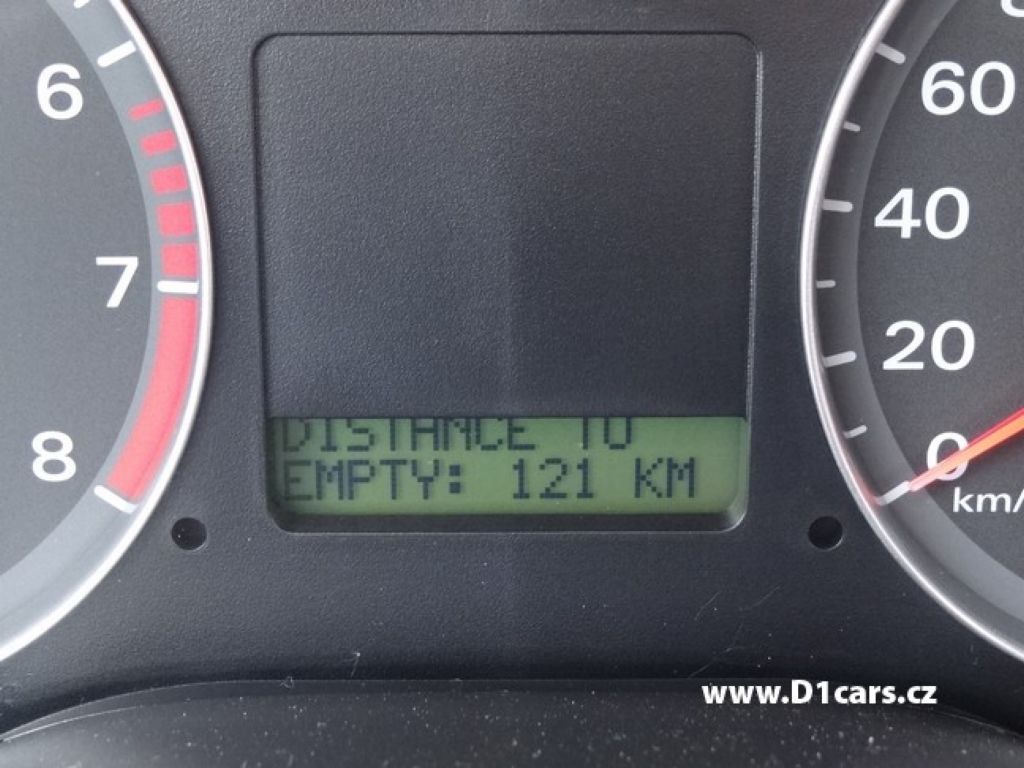 6
7
8
DISTANCE TO
EMPTY: 121 KM
60
40
20
0
km/
www.D1cars.cz